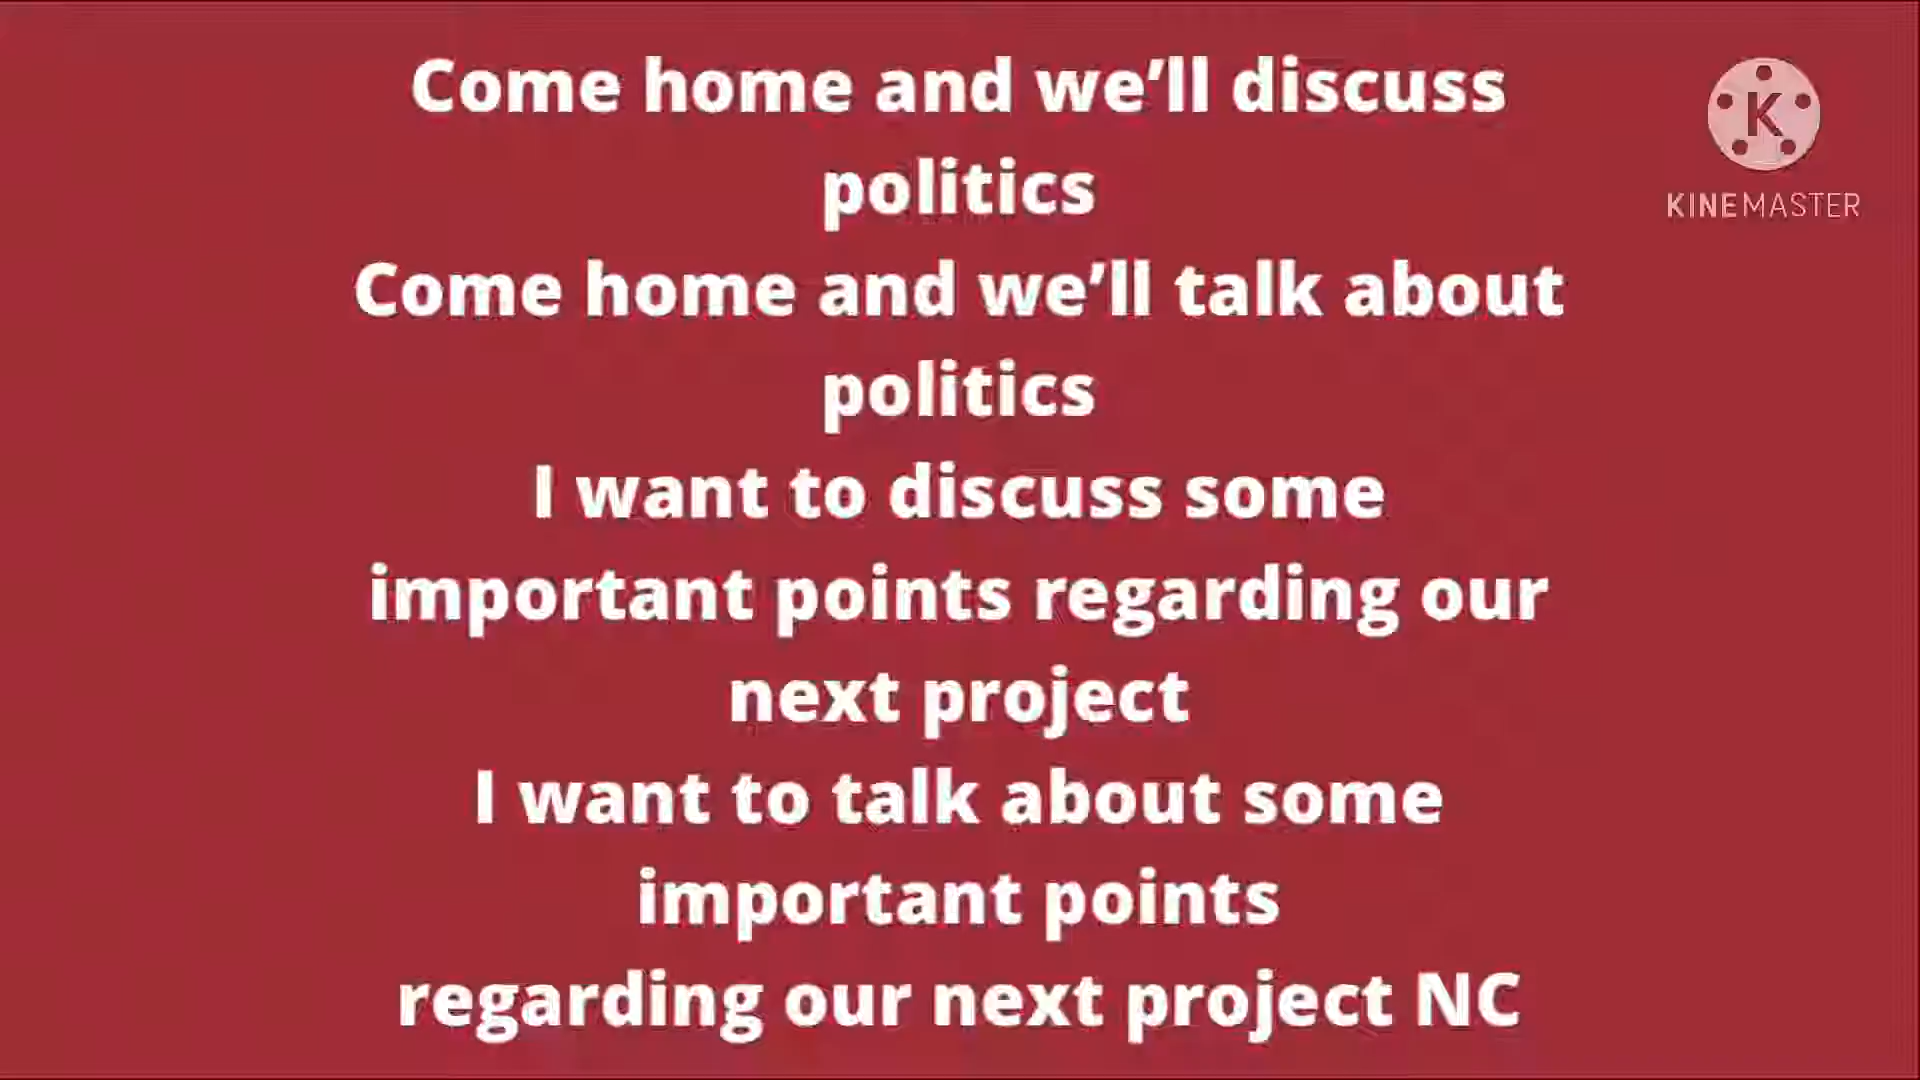 Come home and we’ll discuss
politics
Come home and we’ll talk about
politics
I want to discuss some
important points regarding our
next project
I want to talk about some
important points
regarding our next project NC
K
KINEMASTER